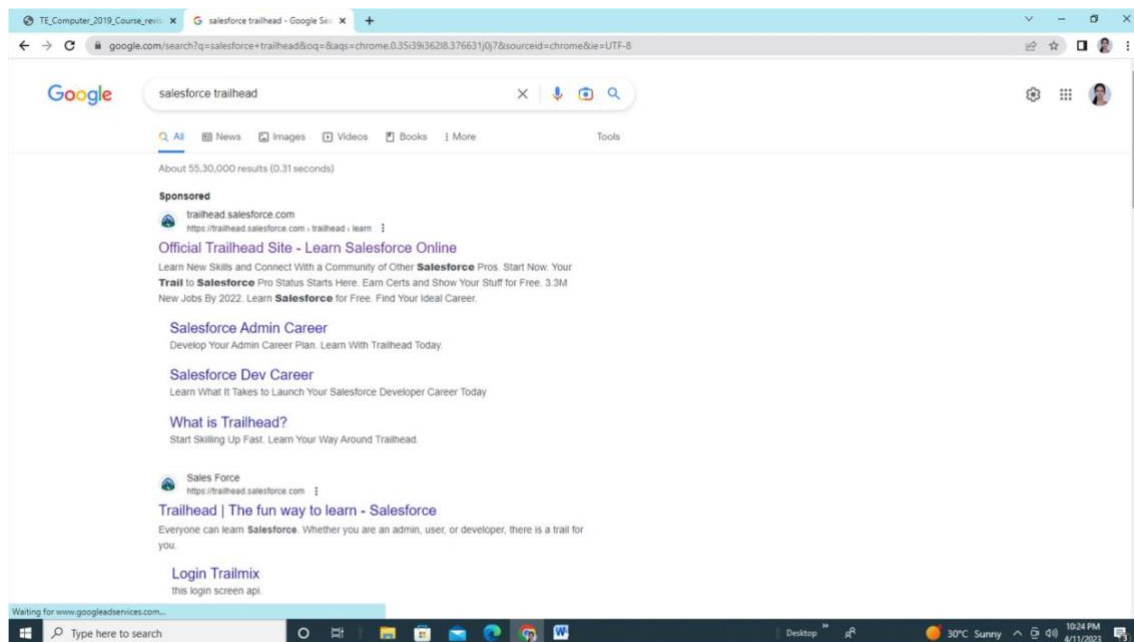 TE_Computer_2019_Course_revis
salesforce trailhead - Google Sea
google.com/search?q=salesforce+trailhead&oq=&aqs=chrome.0.35i39i362l8.376631j0j7&sourceid=chrome&ie=UTF-8
Google
salesforce trailhead
All News Images Videos Books More Tools
About 55,30,000 results (0.31 seconds)
Sponsored
trailhead.salesforce.com
https://trailhead.salesforce.com › trailhead › learn
Official Trailhead Site - Learn Salesforce Online
Learn New Skills and Connect With a Community of Other Salesforce Pros. Start Now. Your
Trail to Salesforce Pro Status Starts Here. Earn Certs and Show Your Stuff for Free. 3.3M
New Jobs By 2022. Learn Salesforce for Free. Find Your Ideal Career.
Salesforce Admin Career
Develop Your Admin Career Plan. Learn With Trailhead Today.
Salesforce Dev Career
Learn What It Takes to Launch Your Salesforce Developer Career Today
What is Trailhead?
Start Skilling Up Fast. Learn Your Way Around Trailhead.
Sales Force
https://trailhead.salesforce.com
Trailhead | The fun way to learn - Salesforce
Everyone can learn Salesforce. Whether you are an admin, user, or developer, there is a trail for
you.
Login Trailmix
this login screen api.
Waiting for www.googleadservices.com...
Type here to search
Desktop
30°C Sunny
10:24 PM
4/11/2023